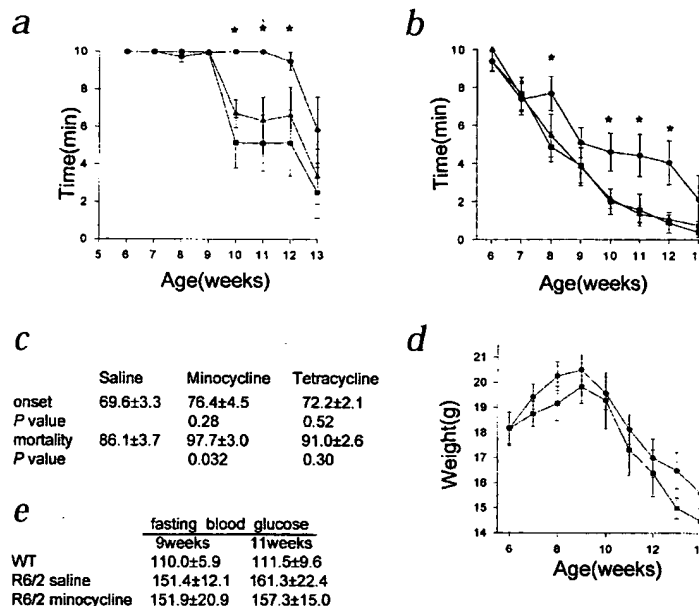 a
*
*
*
10
8
6
4
2
0
Time(min)
5 6 7 8 9 10 11 12 13
Age(weeks)
b
*
*
*
*
10
8
6
4
2
0
Time(min)
6 7 8 9 10 11 12 1
Age(weeks)
c
Saline Minocycline Tetracycline
onset 69.6±3.3 76.4±4.5 72.2±2.1
P value 0.28 0.52
mortality 86.1±3.7 97.7±3.0 91.0±2.6
P value 0.032 0.30
d
21
20
19
18
17
16
15
14
Weight(g)
6 8 10 12 1
Age(weeks)
e
fasting blood glucose
9weeks 11weeks
WT 110.0±5.9 111.5±9.6
R6/2 saline 151.4±12.1 161.3±22.4
R6/2 minocycline 151.9±20.9 157.3±15.0